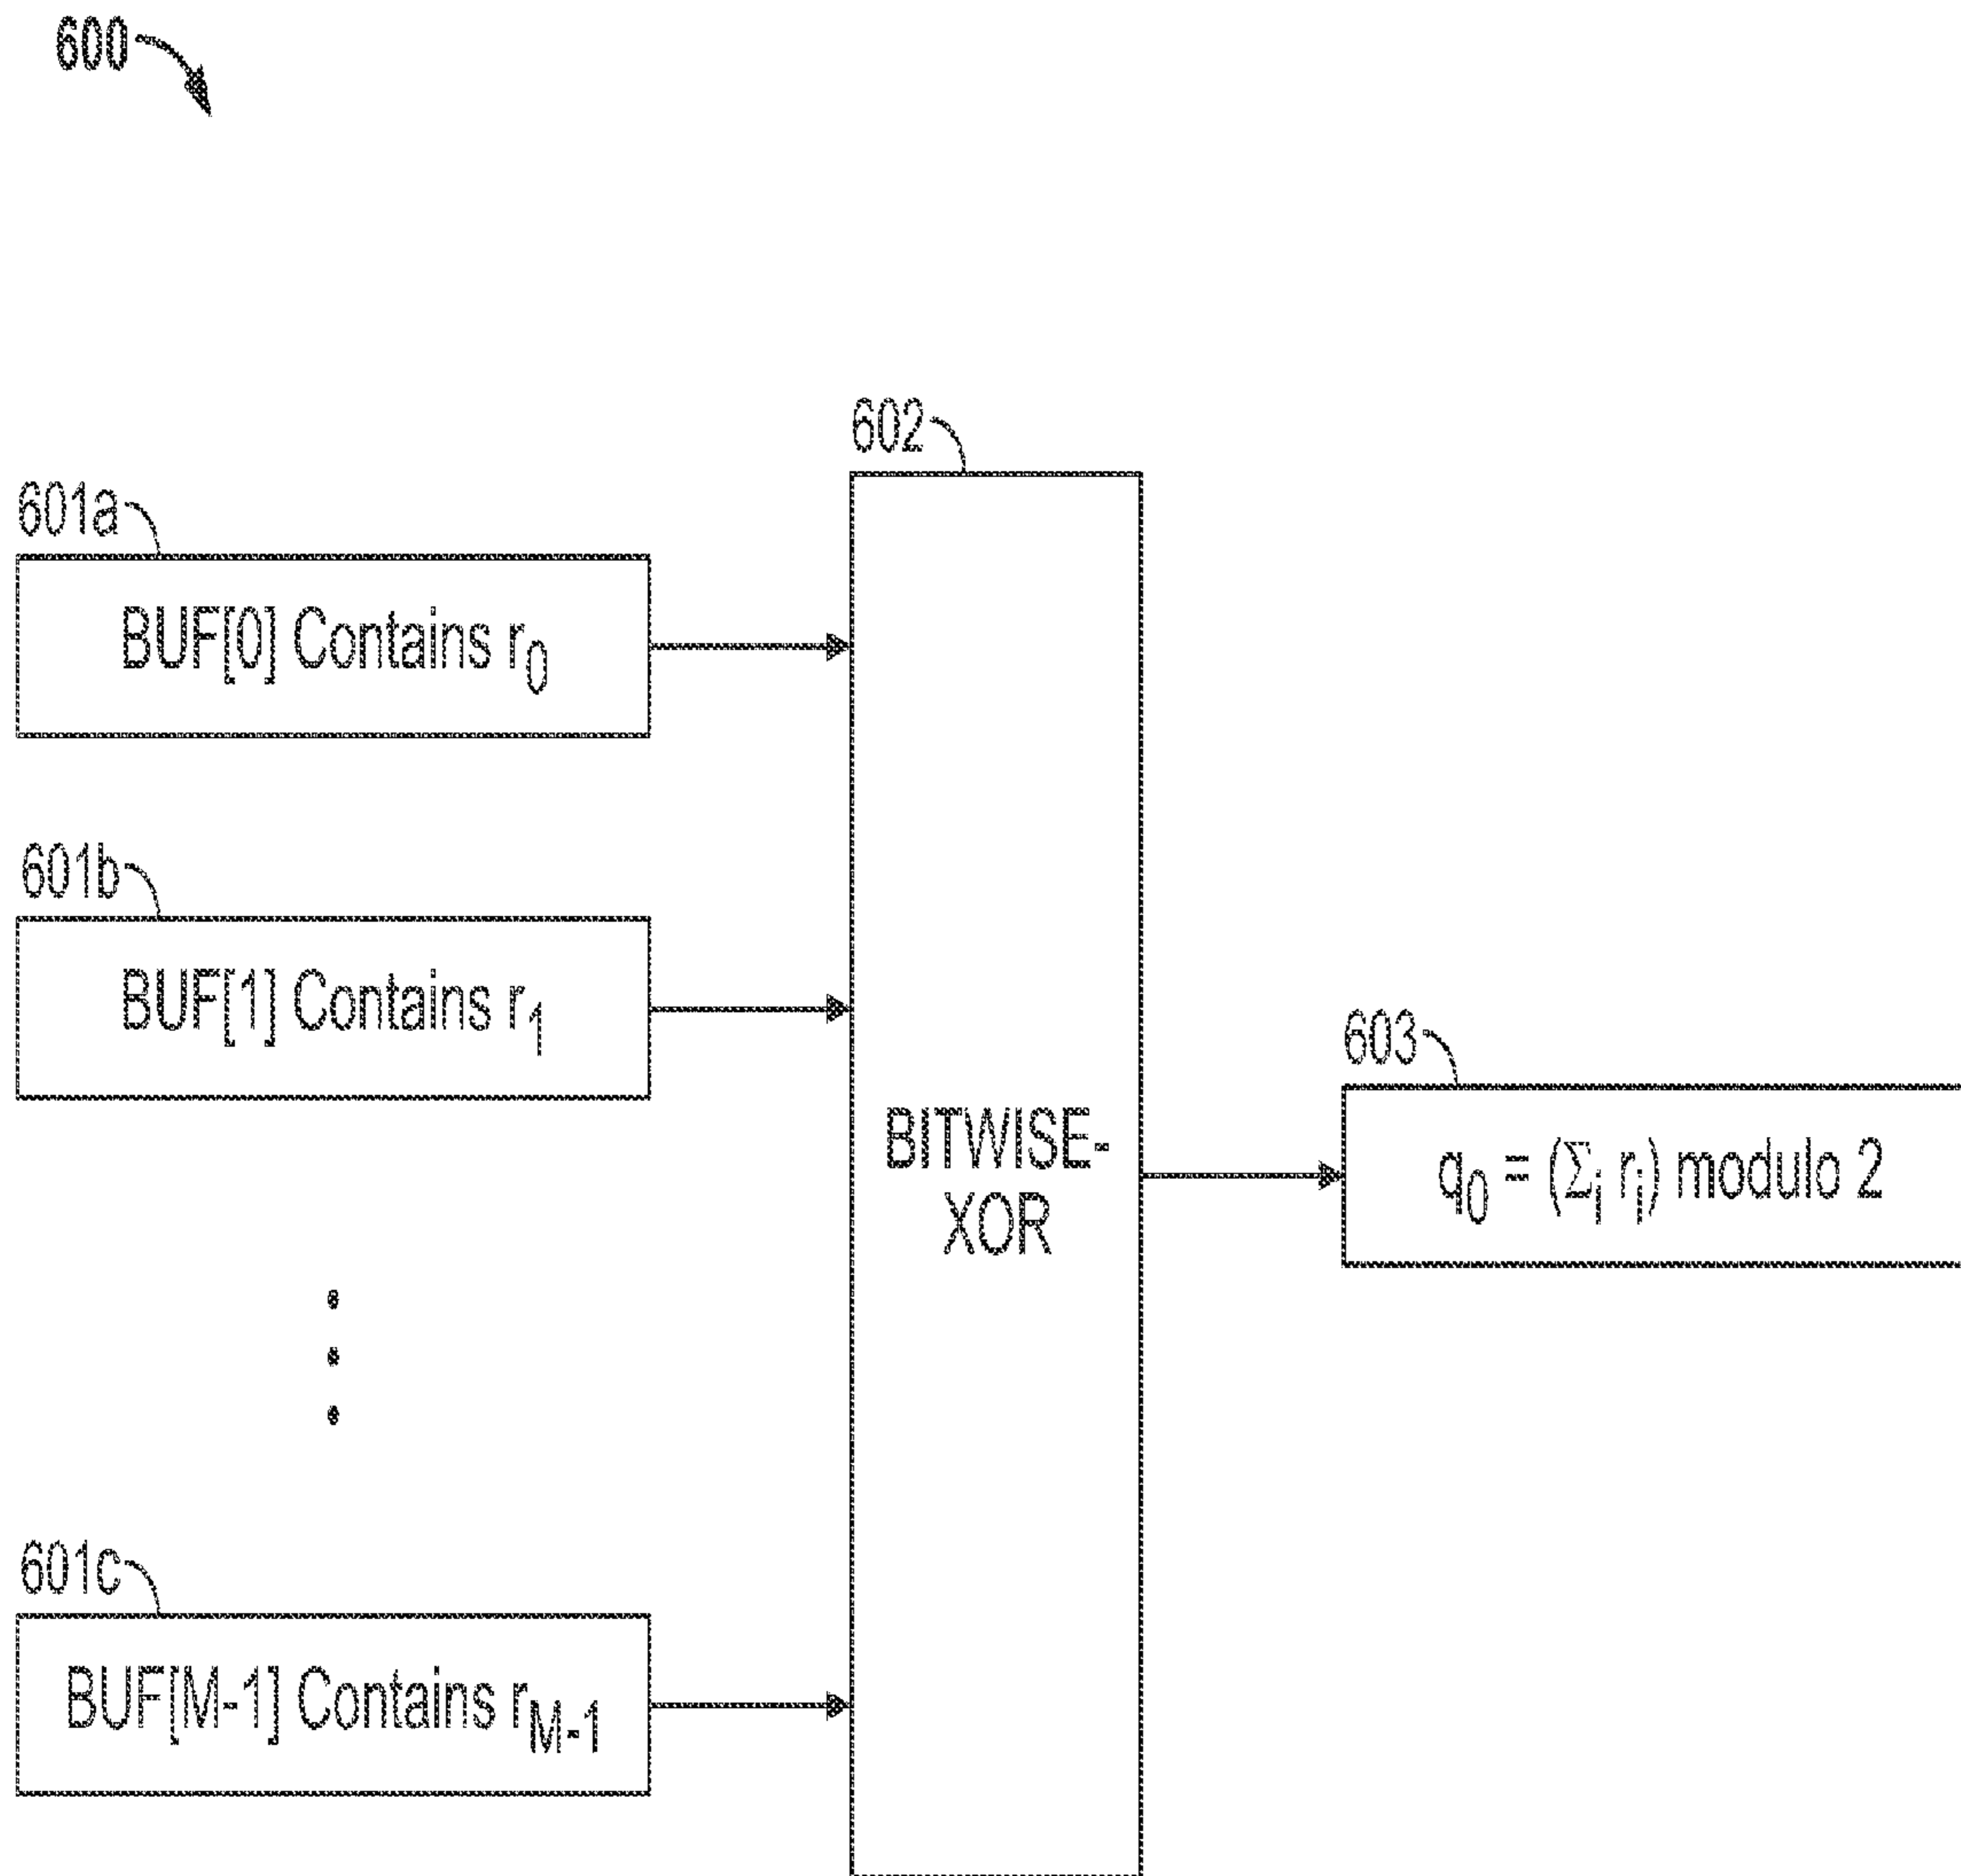 600
602
601a
BUF[0] Contains r₀
601b
BUF[1] Contains r₁
603
BITWISE-
XOR
q₀ = (Σᵢ rᵢ) modulo 2
601c
BUF[M-1] Contains r_{M-1}